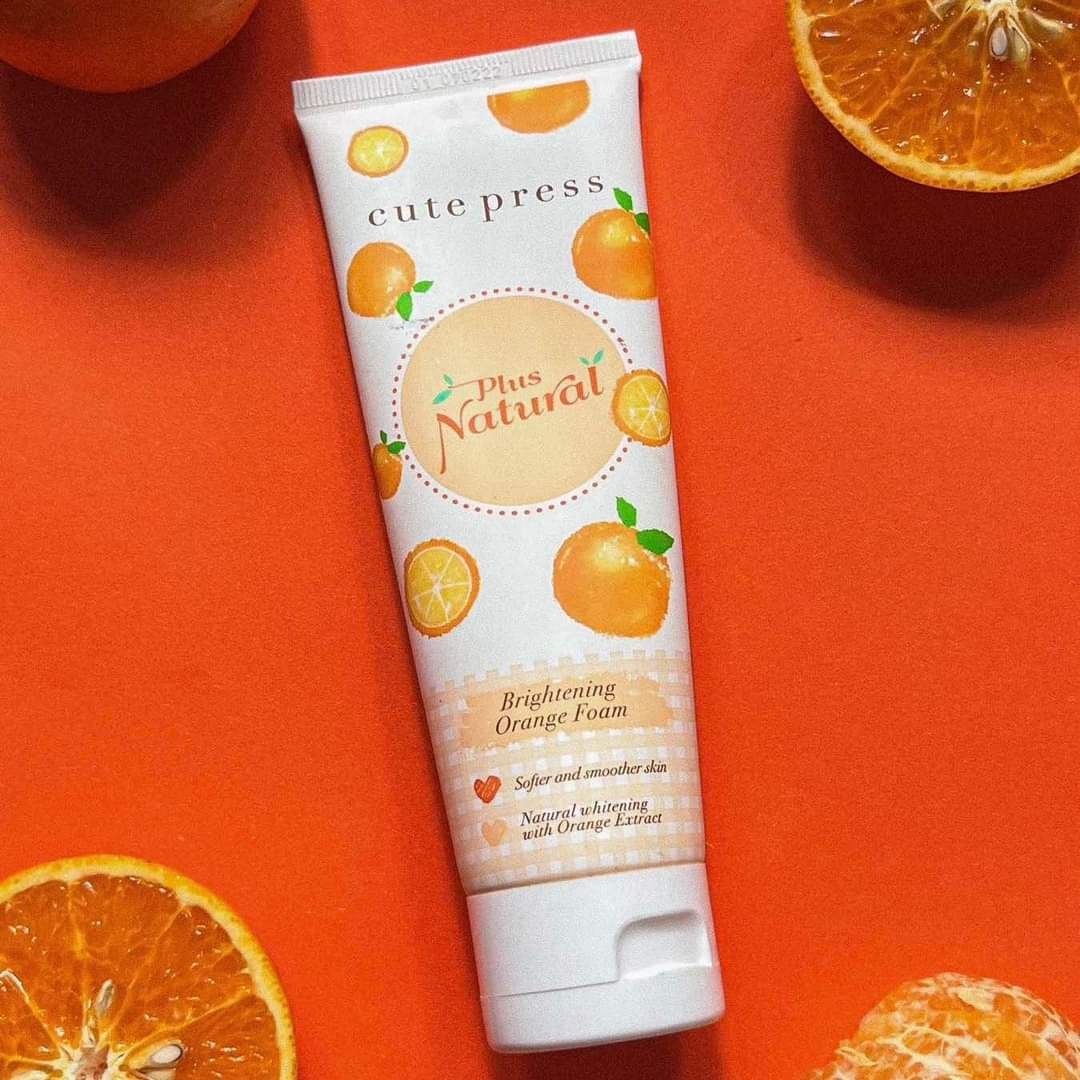 cute press
Plus
Natural
Brightening
Orange Foam
Softer and smoother skin
Natural whitening
with Orange Extract